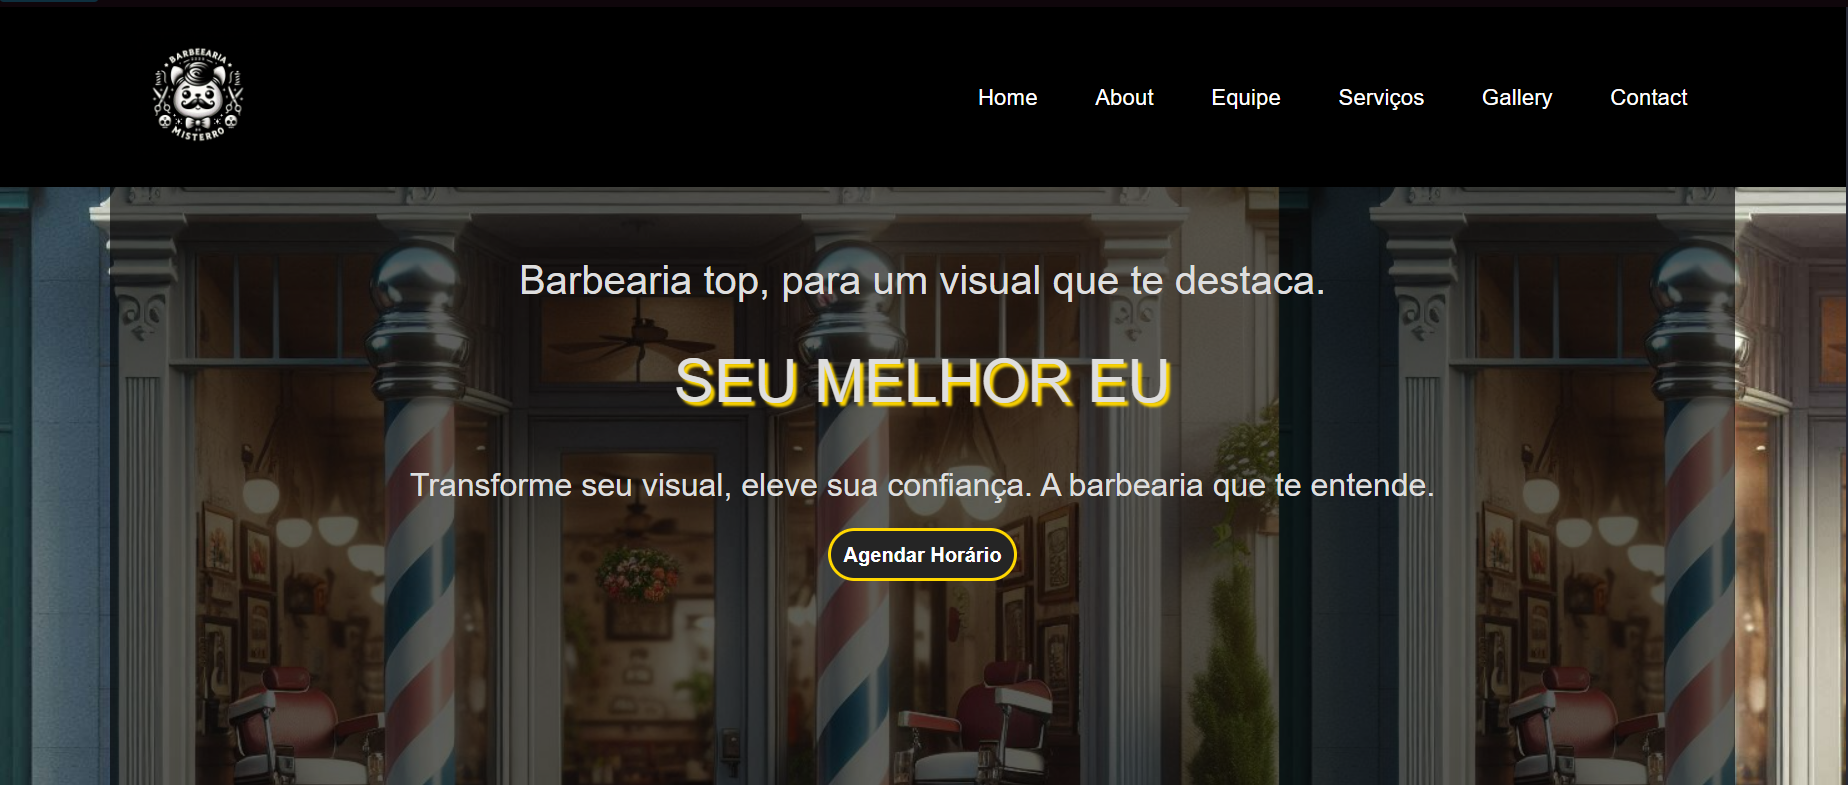 BARBEEARIA
MISTERRO
Home About Equipe Serviços Gallery Contact
Barbearia top, para um visual que te destaca.
SEU MELHOR EU
Transforme seu visual, eleve sua confiança. A barbearia que te entende.
Agendar Horário